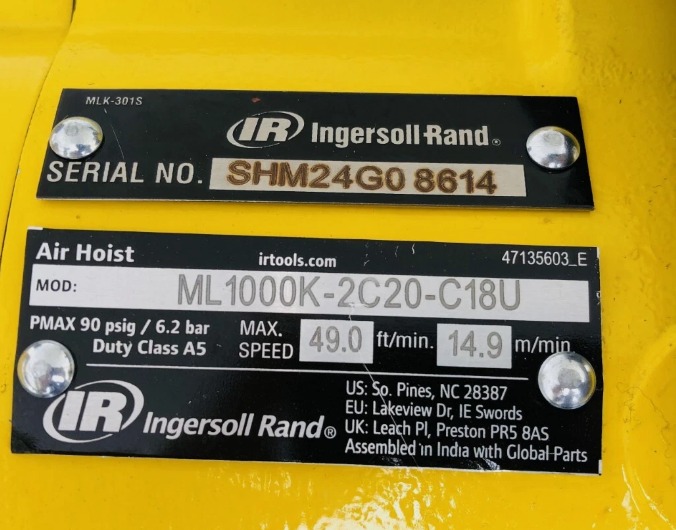 MLK-301S
IR Ingersoll Rand®
SERIAL NO. SHM24G0 8614
Air Hoist irtools.com 47135603_E
MOD: ML1000K-2C20-C18U
PMAX 90 psig / 6.2 bar
Duty Class A5
MAX.
SPEED 49.0 ft/min. 14.9 m/min
IR Ingersoll Rand®
US: So. Pines, NC 28387
EU: Lakeview Dr, IE Swords
UK: Leach Pl, Preston PR5 8AS
Assembled in India with Global Parts